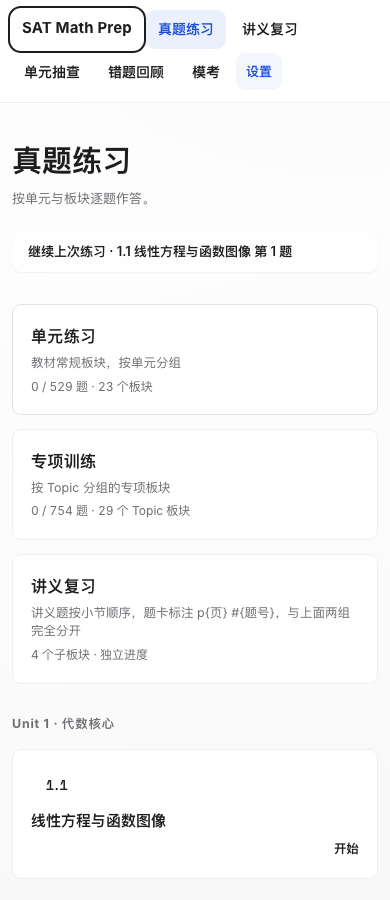 SAT Math Prep 真题练习 讲义复习
单元抽查 错题回顾 模考 设置
真题练习
按单元与板块逐题作答。
继续上次练习 · 1.1 线性方程与函数图像 第 1 题
单元练习
教材常规板块，按单元分组
0 / 529 题 · 23 个板块
专项训练
按 Topic 分组的专项板块
0 / 754 题 · 29 个 Topic 板块
讲义复习
讲义题按小节顺序，题卡标注 p{页} #{题号}，与上面两组
完全分开
4 个子板块 · 独立进度
Unit 1 · 代数核心
1.1
线性方程与函数图像
开始